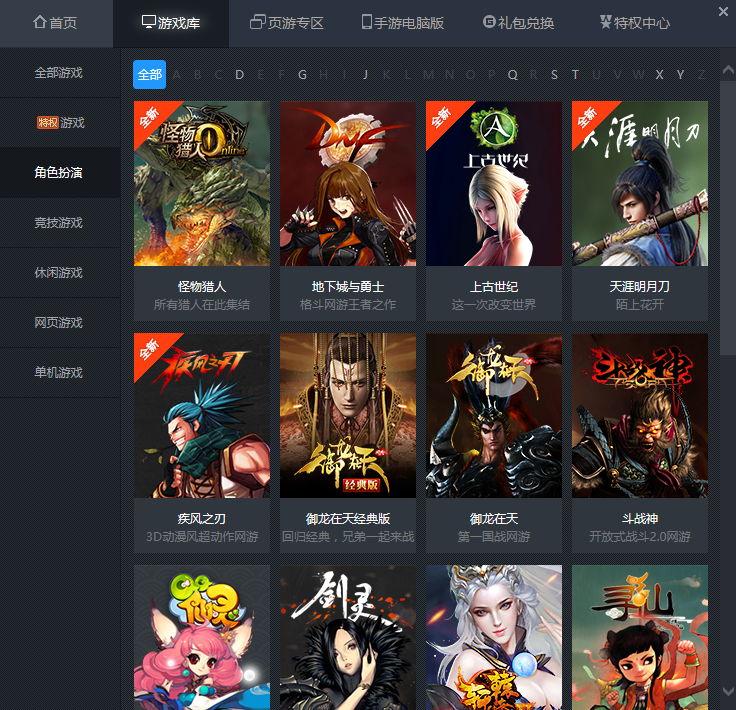 首页 游戏库 页游专区 手游电脑版 礼包兑换 特权中心
全部游戏
特权 游戏
角色扮演
竞技游戏
休闲游戏
网页游戏
单机游戏
全部 A B C D E F G H I J K L M N O P Q R S T U V W X Y Z
全新 全新 全新
怪物猎人 Online DNF 上古世纪 天涯明月刀
怪物猎人 地下城与勇士 上古世纪 天涯明月刀
所有猎人在此集结 格斗网游王者之作 这一次改变世界 陌上花开
全新
疾风之刃 御龙在天 经典版 御龙在天 斗战神
疾风之刃 御龙在天经典版 御龙在天 斗战神
3D动漫风超动作网游 回归经典，兄弟一起来战 第一国战网游 开放式战斗2.0网游
QQ仙灵 剑灵 寻仙